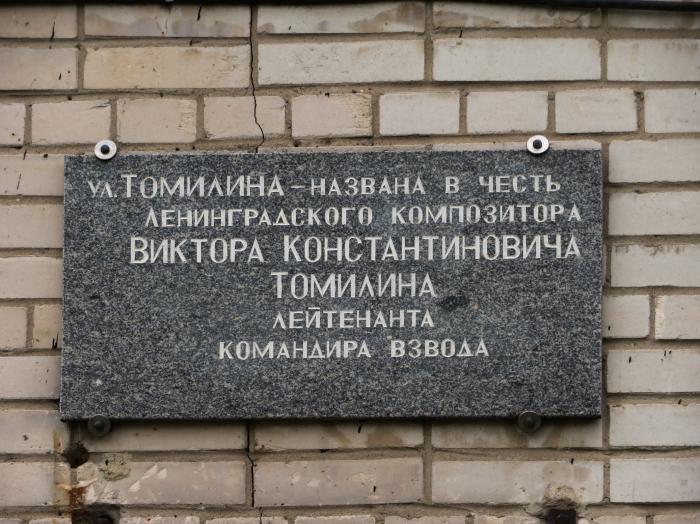 ул. Томилина – названа в честь
ленинградского композитора
Виктора Константиновича
Томилина
лейтенанта
командира взвода